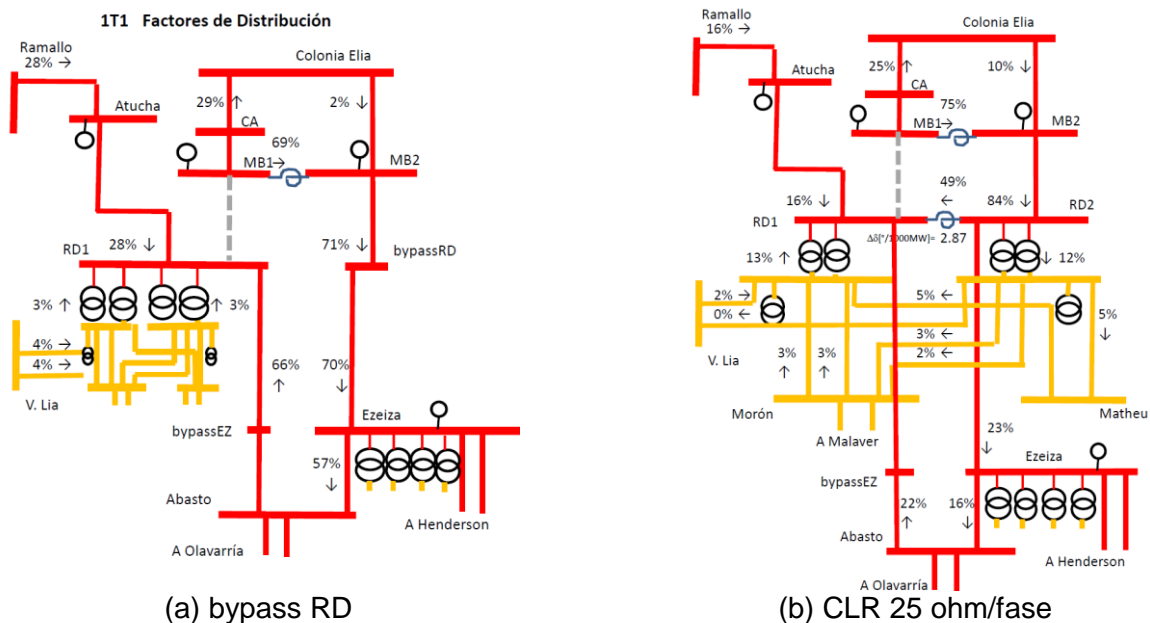 1T1 Factores de Distribución
Ramallo
28% →
Atucha
Colonia Elia
29% ↑
2% ↓
CA
69%
MB1→
MB2
RD1
28% ↓
71% ↓
bypassRD
3% ↑
↑ 3%
4% →
4% →
V. Lia
66%
↑
70%
↓
bypassEZ
Ezeiza
57%
↓
Abasto
A Henderson
A Olavarría
(a) bypass RD
Ramallo
16% →
Atucha
Colonia Elia
25% ↑
10% ↓
CA
75%
MB1→
MB2
49%
←
16% ↓
84% ↓
RD1
RD2
Δδ[°/1000MW]= 2.87
13% ↑
↓ 12%
2% →
0% ←
5% ←
5%
↓
V. Lia
3% ←
2% ←
3%
↑
3%
↑
Morón
Matheu
A Malaver
23%
↓
Ezeiza
bypassEZ
22%
↑
16%
↓
Abasto
A Henderson
A Olavarría
(b) CLR 25 ohm/fase